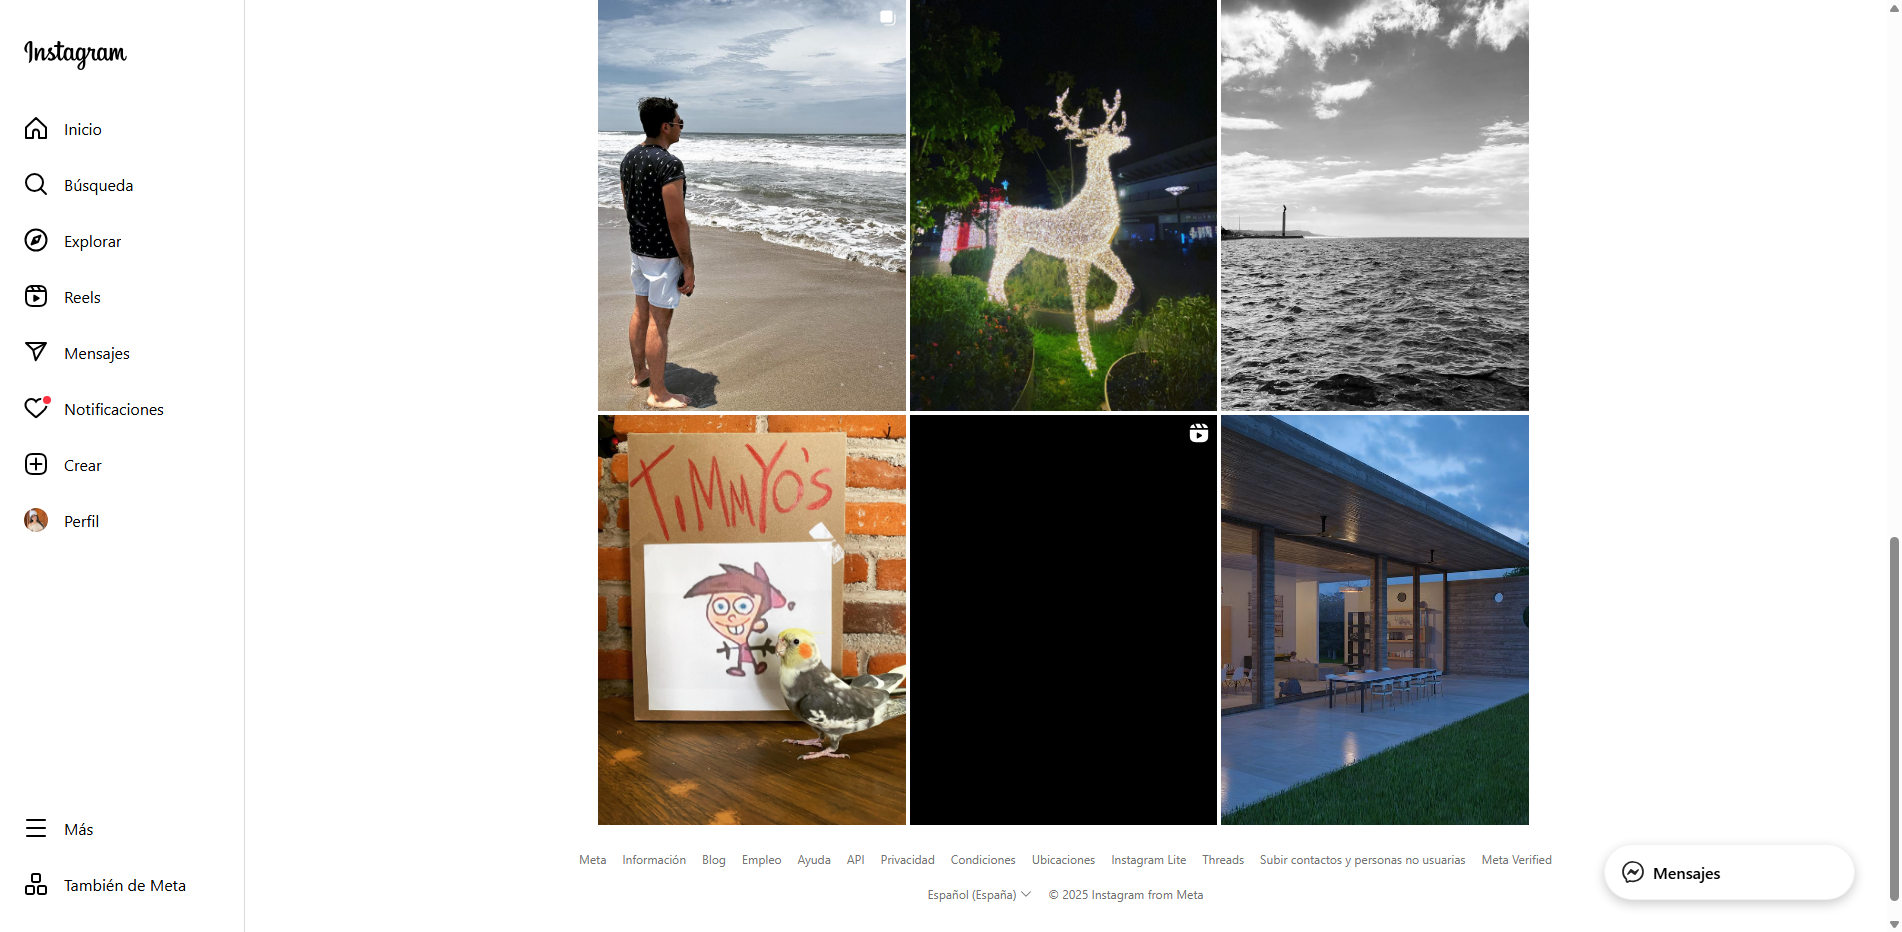 Instagram
Inicio
Búsqueda
Explorar
Reels
Mensajes
Notificaciones
Crear
Perfil
Más
También de Meta
TiMMYO's
Meta Información Blog Empleo Ayuda API Privacidad Condiciones Ubicaciones Instagram Lite Threads Subir contactos y personas no usuarias Meta Verified
Español (España) © 2025 Instagram from Meta
Mensajes